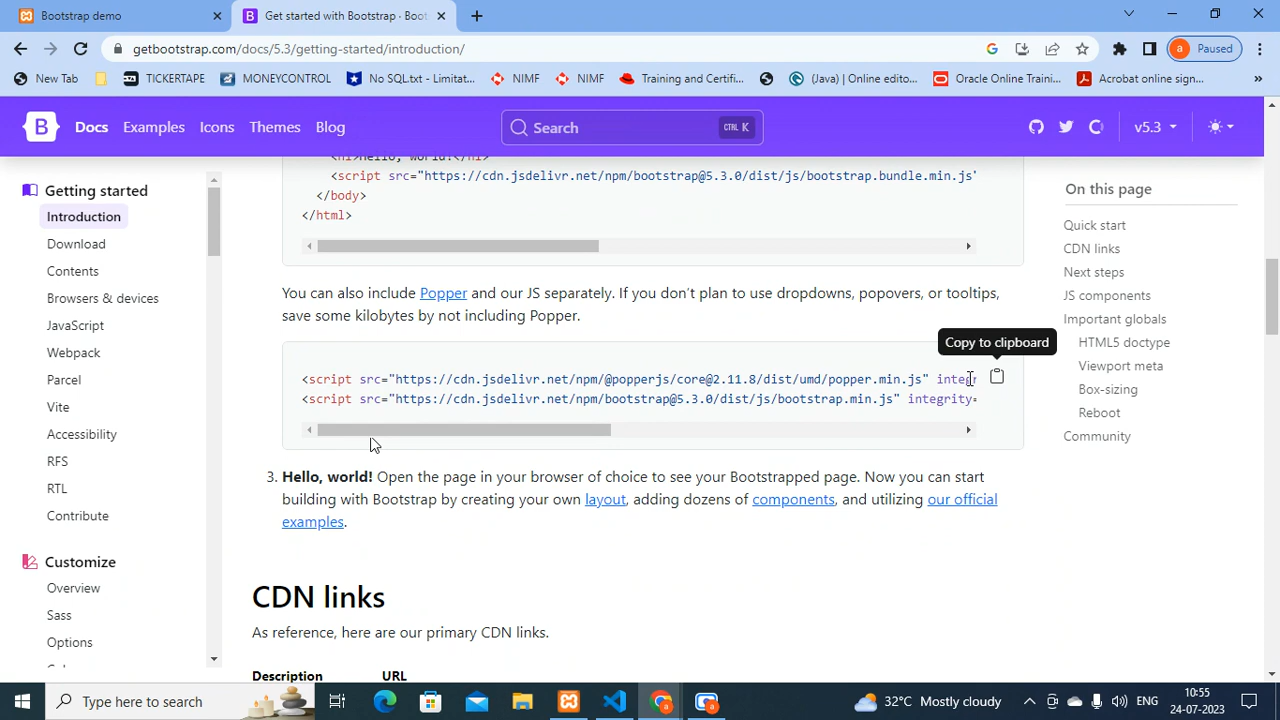 Bootstrap demo
Get started with Bootstrap · Boots
getbootstrap.com/docs/5.3/getting-started/introduction/
a Paused
New Tab
TICKERTAPE
MONEYCONTROL
No SQL.txt - Limitat...
NIMF
NIMF
Training and Certifi...
(Java) | Online edito...
Oracle Online Traini...
Acrobat online sign...
»
B Docs Examples Icons Themes Blog
Search CTRL K
v5.3
Getting started
Introduction
Download
Contents
Browsers & devices
JavaScript
Webpack
Parcel
Vite
Accessibility
RFS
RTL
Contribute
Customize
Overview
Sass
Options
<h1>Hello, world!</h1>
<script src="https://cdn.jsdelivr.net/npm/bootstrap@5.3.0/dist/js/bootstrap.bundle.min.js"
</body>
</html>
You can also include Popper and our JS separately. If you don’t plan to use dropdowns, popovers, or tooltips,
save some kilobytes by not including Popper.
Copy to clipboard
<script src="https://cdn.jsdelivr.net/npm/@popperjs/core@2.11.8/dist/umd/popper.min.js" integr
<script src="https://cdn.jsdelivr.net/npm/bootstrap@5.3.0/dist/js/bootstrap.min.js" integrity=
3. Hello, world! Open the page in your browser of choice to see your Bootstrapped page. Now you can start
building with Bootstrap by creating your own layout, adding dozens of components, and utilizing our official
examples.
CDN links
As reference, here are our primary CDN links.
Description URL
On this page
Quick start
CDN links
Next steps
JS components
Important globals
HTML5 doctype
Viewport meta
Box-sizing
Reboot
Community
Type here to search
32°C Mostly cloudy
ENG
10:55
24-07-2023